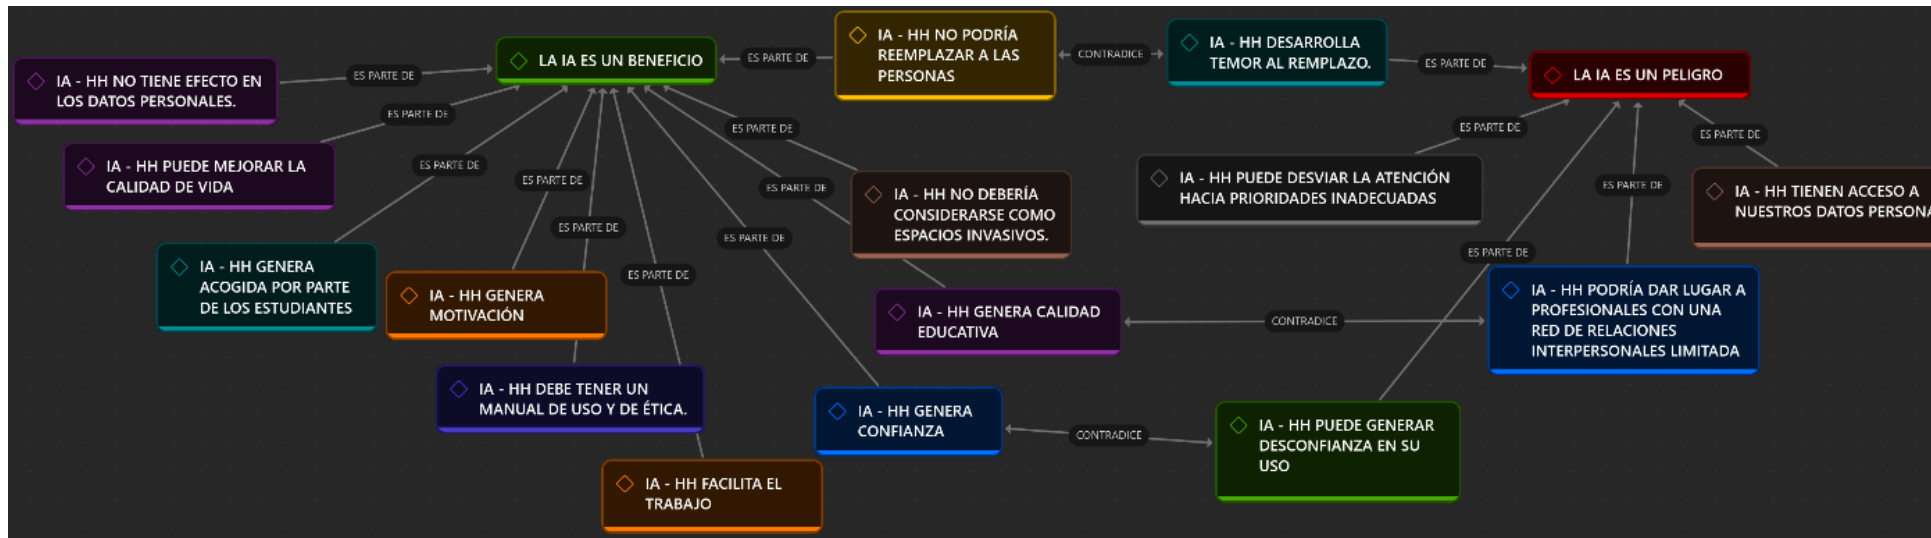 IA - HH NO TIENE EFECTO EN
LOS DATOS PERSONALES.
ES PARTE DE
LA IA ES UN BENEFICIO
ES PARTE DE
IA - HH NO PODRÍA
REEMPLAZAR A LAS
PERSONAS
CONTRADICE
IA - HH DESARROLLA
TEMOR AL REMPLAZO.
ES PARTE DE
LA IA ES UN PELIGRO
IA - HH PUEDE MEJORAR LA
CALIDAD DE VIDA
ES PARTE DE
ES PARTE DE
ES PARTE DE
ES PARTE DE
ES PARTE DE
ES PARTE DE
ES PARTE DE
ES PARTE DE
IA - HH NO DEBERÍA
CONSIDERARSE COMO
ESPACIOS INVASIVOS.
ES PARTE DE
IA - HH PUEDE DESVIAR LA ATENCIÓN
HACIA PRIORIDADES INADECUADAS
ES PARTE DE
ES PARTE DE
IA - HH TIENEN ACCESO A
NUESTROS DATOS PERSONA
ES PARTE DE
IA - HH GENERA
ACOGIDA POR PARTE
DE LOS ESTUDIANTES
IA - HH GENERA
MOTIVACIÓN
IA - HH GENERA CALIDAD
EDUCATIVA
CONTRADICE
IA - HH PODRÍA DAR LUGAR A
PROFESIONALES CON UNA
RED DE RELACIONES
INTERPERSONALES LIMITADA
IA - HH DEBE TENER UN
MANUAL DE USO Y DE ÉTICA.
IA - HH GENERA
CONFIANZA
CONTRADICE
IA - HH PUEDE GENERAR
DESCONFIANZA EN SU
USO
IA - HH FACILITA EL
TRABAJO